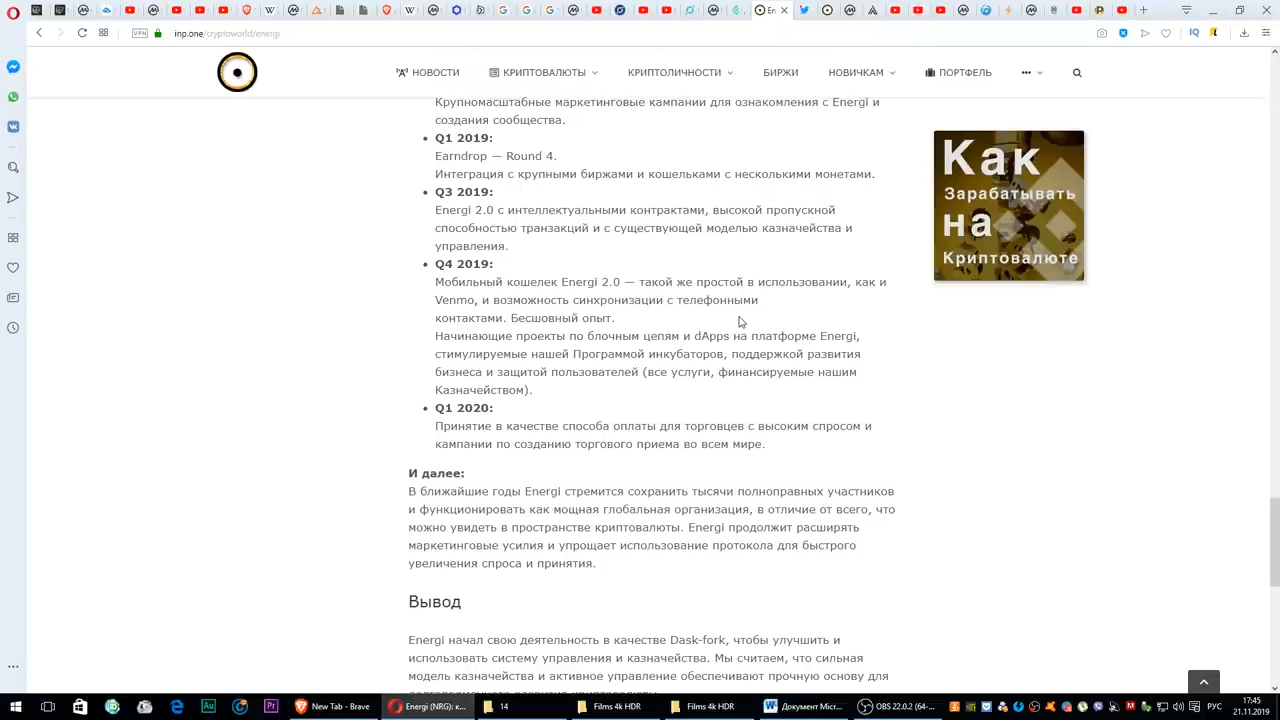 En
VPN
inp.one/cryptoworld/energi
IQ
НОВОСТИ
КРИПТОВАЛЮТЫ
КРИПТОЛИЧНОСТИ
БИРЖИ
НОВИЧКАМ
ПОРТФЕЛЬ
Крупномасштабные маркетинговые кампании для ознакомления с Energi и
создания сообщества.
Q1 2019:
Earndrop — Round 4.
Интеграция с крупными биржами и кошельками с несколькими монетами.
Q3 2019:
Energi 2.0 с интеллектуальными контрактами, высокой пропускной
способностью транзакций и с существующей моделью казначейства и
управления.
Q4 2019:
Мобильный кошелек Energi 2.0 — такой же простой в использовании, как и
Venmo, и возможность синхронизации с телефонными
контактами. Бесшовный опыт.
Начинающие проекты по блочным цепям и dApps на платформе Energi,
стимулируемые нашей Программой инкубаторов, поддержкой развития
бизнеса и защитой пользователей (все услуги, финансируемые нашим
Казначейством).
Q1 2020:
Принятие в качестве способа оплаты для торговцев с высоким спросом и
кампании по созданию торгового приема во всем мире.
И далее:
В ближайшие годы Energi стремится сохранить тысячи полноправных участников
и функционировать как мощная глобальная организация, в отличие от всего, что
можно увидеть в пространстве криптовалюты. Energi продолжит расширять
маркетинговые усилия и упрощает использование протокола для быстрого
увеличения спроса и принятия.
Вывод
Energi начал свою деятельность в качестве Dask-fork, чтобы улучшить и
использовать систему управления и казначейства. Мы считаем, что сильная
модель казначейства и активное управление обеспечивают прочную основу для
Как
Зарабатывать
на
Криптовалюте
Au
Pr
New Tab - Brave
Energi (NRG): к...
14
Films 4k HDR
Films 4k HDR
Документ Micr...
OBS 22.0.2 (64-...
РУС
17:45
21.11.2019